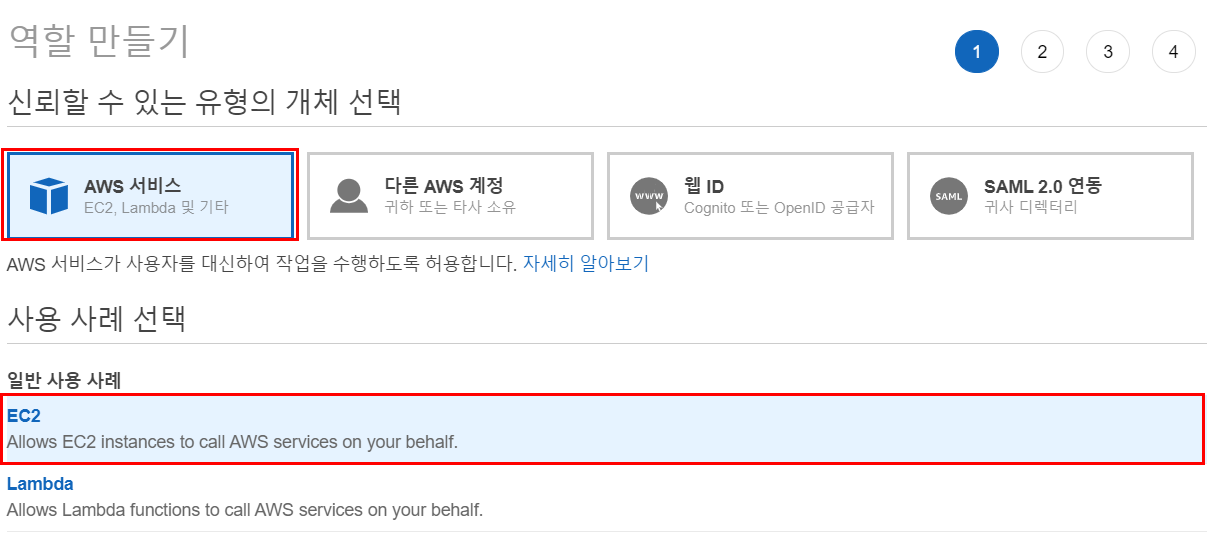 역할 만들기
1 2 3 4
신뢰할 수 있는 유형의 개체 선택
AWS 서비스
EC2, Lambda 및 기타
다른 AWS 계정
귀하 또는 타사 소유
WWW
웹 ID
Cognito 또는 OpenID 공급자
SAML
SAML 2.0 연동
귀사 디렉터리
AWS 서비스가 사용자를 대신하여 작업을 수행하도록 허용합니다. 자세히 알아보기
사용 사례 선택
일반 사용 사례
EC2
Allows EC2 instances to call AWS services on your behalf.
Lambda
Allows Lambda functions to call AWS services on your behalf.